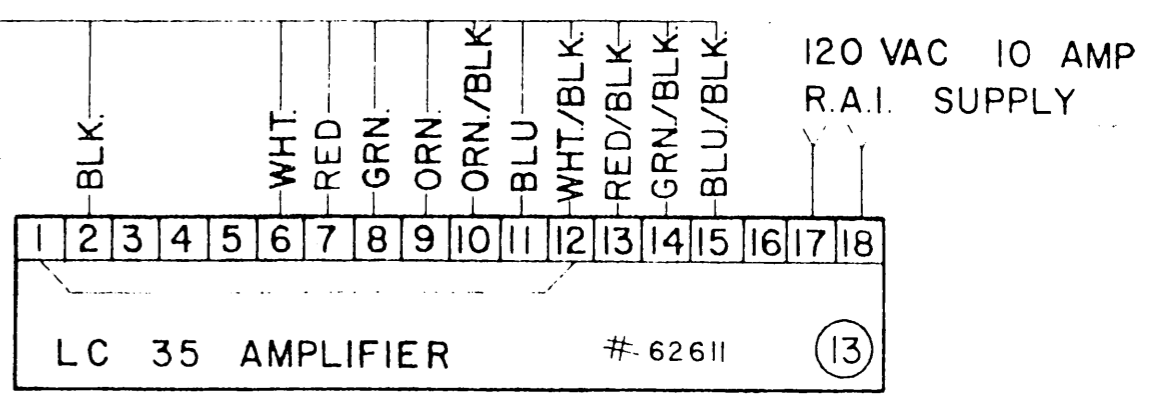 120 VAC 10 AMP
R.A.I. SUPPLY
BLK.
WHT.
RED
GRN.
ORN.
ORN./BLK.
BLU
WHT./BLK.
RED/BLK.
GRN./BLK.
BLU./BLK.
1 2 3 4 5 6 7 8 9 10 11 12 13 14 15 16 17 18
LC 35 AMPLIFIER # 62611 13